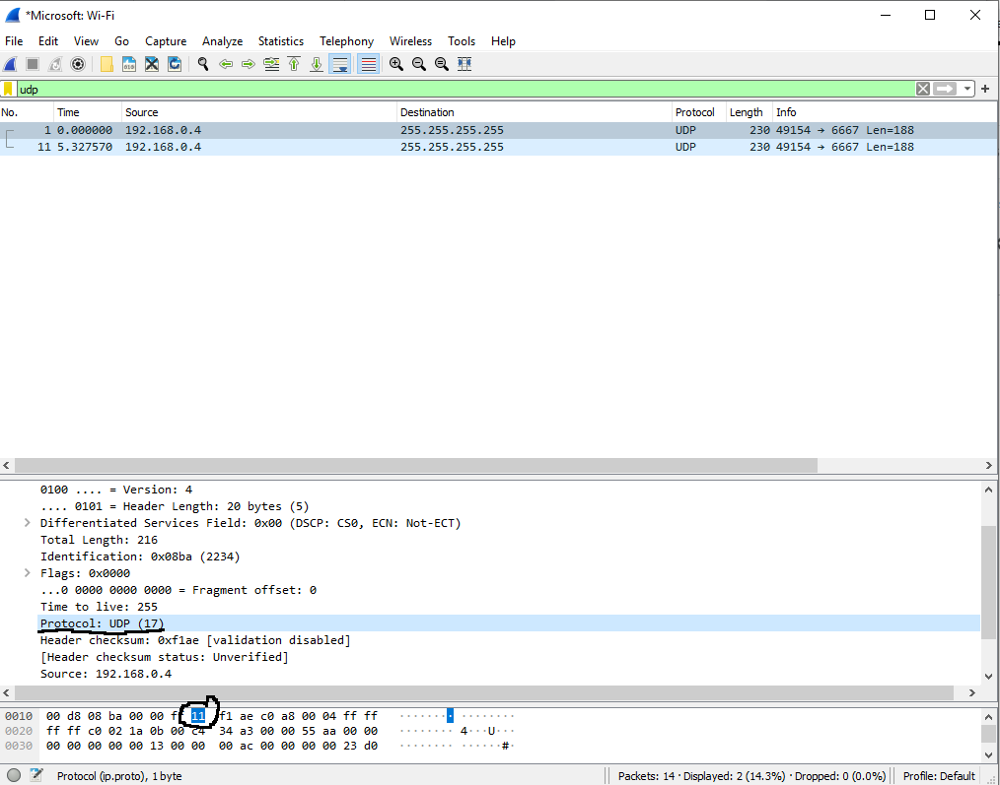 *Microsoft: Wi-Fi
File Edit View Go Capture Analyze Statistics Telephony Wireless Tools Help
udp
No. Time Source Destination Protocol Length Info
1 0.000000 192.168.0.4 255.255.255.255 UDP 230 49154 → 6667 Len=188
11 5.327570 192.168.0.4 255.255.255.255 UDP 230 49154 → 6667 Len=188
0100 .... = Version: 4
.... 0101 = Header Length: 20 bytes (5)
Differentiated Services Field: 0x00 (DSCP: CS0, ECN: Not-ECT)
Total Length: 216
Identification: 0x08ba (2234)
Flags: 0x0000
...0 0000 0000 0000 = Fragment offset: 0
Time to live: 255
Protocol: UDP (17)
Header checksum: 0xf1ae [validation disabled]
[Header checksum status: Unverified]
Source: 192.168.0.4
0010 00 d8 08 ba 00 00 11 f1 ae c0 a8 00 04 ff ff ········ ········
0020 ff ff c0 02 1a 0b 00 c4 34 a3 00 00 55 aa 00 00 ········ 4···U···
0030 00 00 00 00 00 13 00 00 00 ac 00 00 00 00 23 d0 ········ ······#·
Protocol (ip.proto), 1 byte Packets: 14 · Displayed: 2 (14.3%) · Dropped: 0 (0.0%) Profile: Default